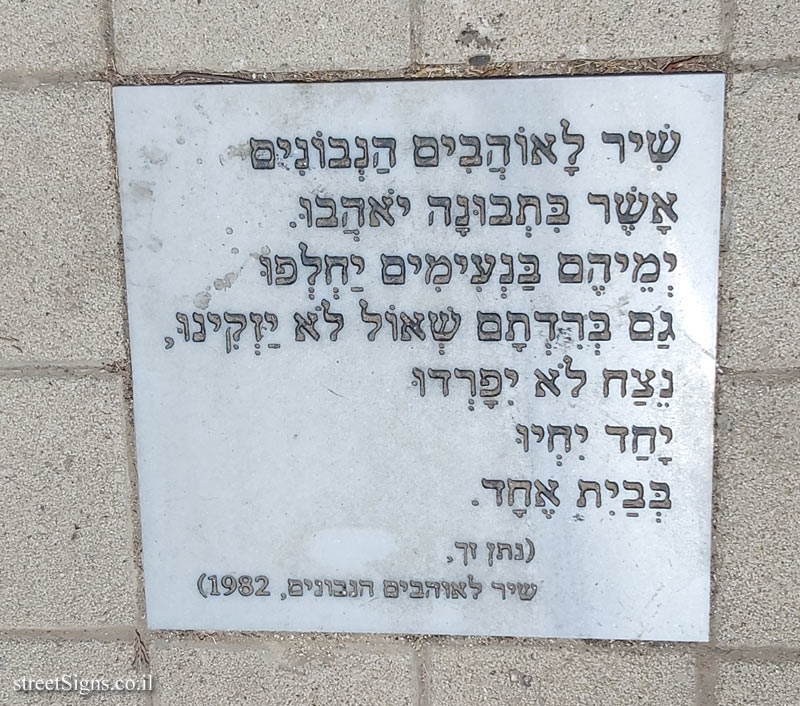 שִׁיר לָאוֹהֲבִים הַנְּבוֹנִים
אֲשֶׁר בִּתְבוּנָה יֹאהֲבוּ.
יְמֵיהֶם בַּנְּעִימִים יַחְלְפוּ
גַּם בְּרִדְתָּם שְׁאוֹל לֹא יַזְקִינוּ,
נֵצַח לֹא יִפָּרְדוּ
יָחַד יִחְיוּ
בְּבַיִת אֶחָד.
(נתן זך,
שיר לאוהבים הנבונים, 1982)
streetSigns.co.il